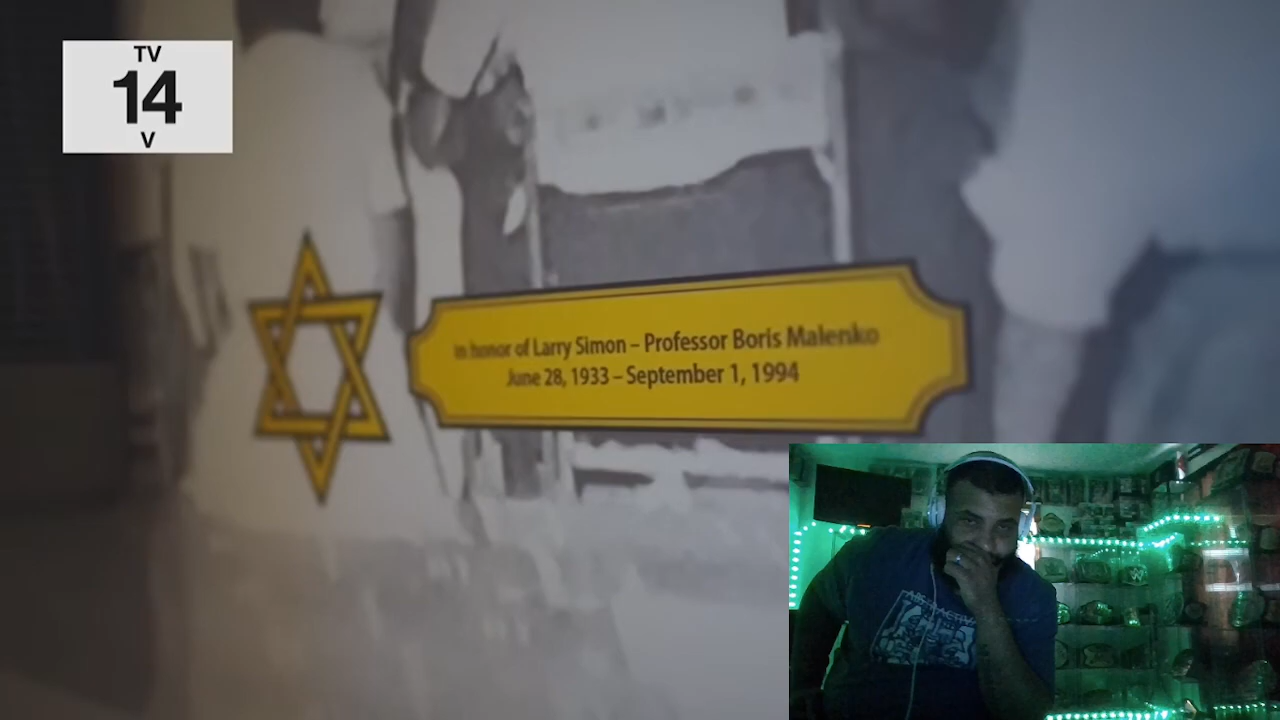 TV
14
V
In honor of Larry Simon – Professor Boris Malenko
June 28, 1933 – September 1, 1994